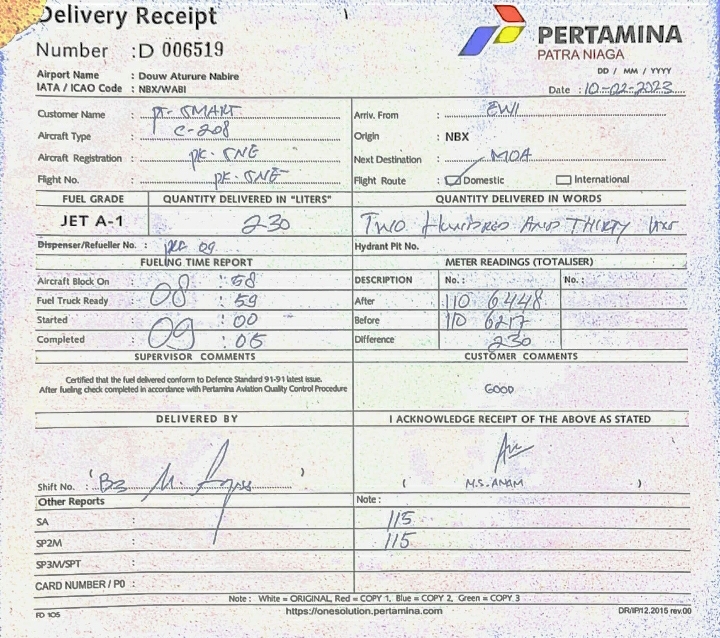 Delivery Receipt
Number : D 006519
PERTAMINA
PATRA NIAGA
Airport Name : Douw Aturure Nabire
IATA / ICAO Code : NBX/WABI
DD / MM / YYYY
Date : 10-02-2023
Customer Name : PT. SMART
Arriv. From : EWI
Aircraft Type : C-208
Origin : NBX
Aircraft Registration : PK-SNE
Next Destination : MOA
Flight No. : PK-SNE
Flight Route : Domestic International
FUEL GRADE QUANTITY DELIVERED IN "LITERS" QUANTITY DELIVERED IN WORDS
JET A-1 230 Two Hundred And Thirty
Dispenser/Refueller No. : 09
Hydrant Pit No.
FUELING TIME REPORT METER READINGS (TOTALISER)
Aircraft Block On : 08 : 58
DESCRIPTION No. : No. :
Fuel Truck Ready : 59
After 110 6448
Started : 09 : 00
Before 110 6217
Completed : : 05
Difference 230
SUPERVISOR COMMENTS CUSTOMER COMMENTS
Certified that the fuel delivered conform to Defence Standard 91-91 latest issue.
After fueling check completed in accordance with Pertamina Aviation Quality Control Procedure
GOOD
DELIVERED BY I ACKNOWLEDGE RECEIPT OF THE ABOVE AS STATED
Shift No. ( )
( M.S. ANAM )
Other Reports Note :
SA : 115
SP2M : 115
SP3M/SPT :
CARD NUMBER / PO :
Note : White = ORIGINAL, Red = COPY 1, Blue = COPY 2, Green = COPY 3
FD 105 https://onesolution.pertamina.com DR/IP/12.2015 rev.00